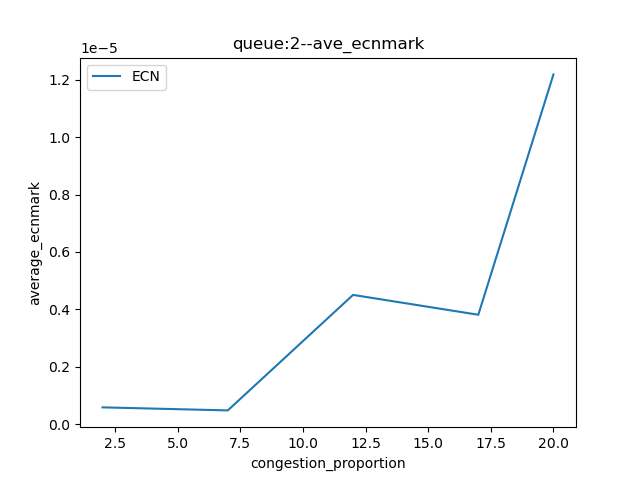 queue:2--ave_ecnmark
1e−5
ECN
1.2
1.0
0.8
0.6
0.4
0.2
0.0
average_ecnmark
2.5 5.0 7.5 10.0 12.5 15.0 17.5 20.0
congestion_proportion